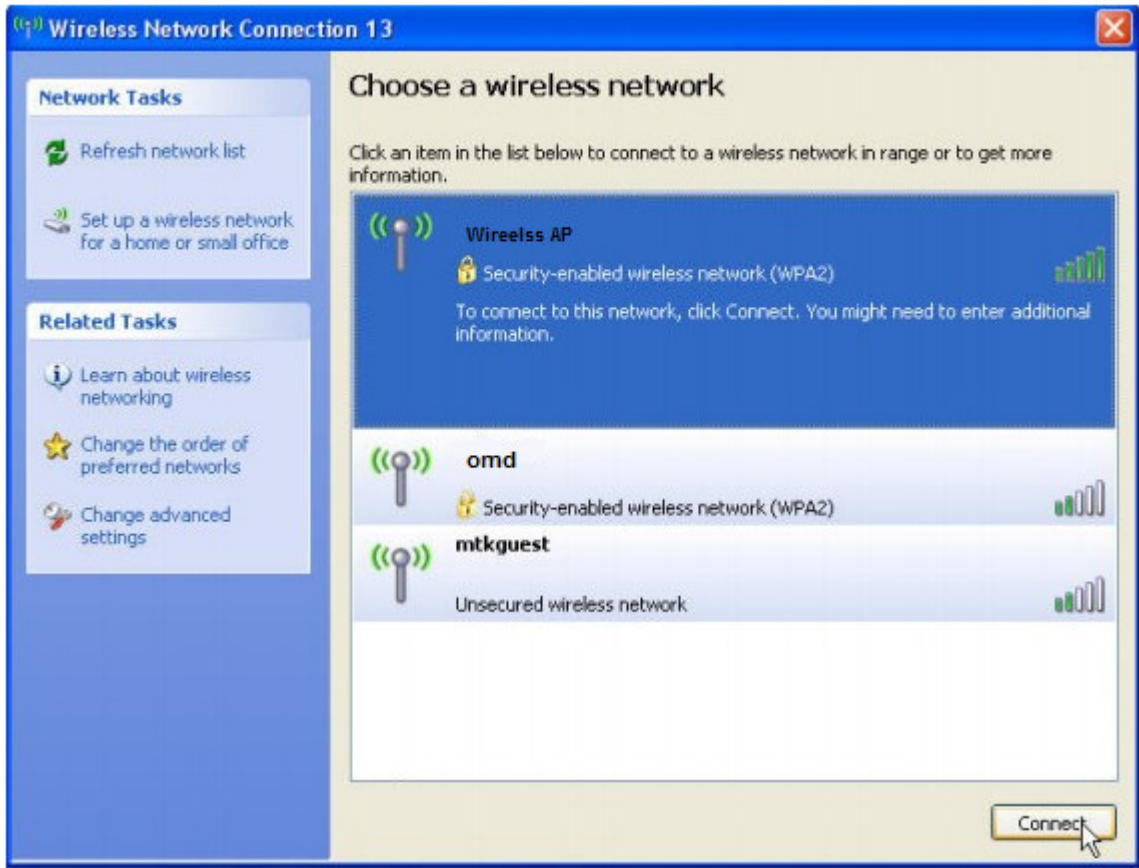 Wireless Network Connection 13
Network Tasks
Refresh network list
Set up a wireless network
for a home or small office
Related Tasks
Learn about wireless
networking
Change the order of
preferred networks
Change advanced
settings
Choose a wireless network
Click an item in the list below to connect to a wireless network in range or to get more
information.
Wireelss AP
Security-enabled wireless network (WPA2)
To connect to this network, click Connect. You might need to enter additional
information.
omd
Security-enabled wireless network (WPA2)
mtkguest
Unsecured wireless network
Connect